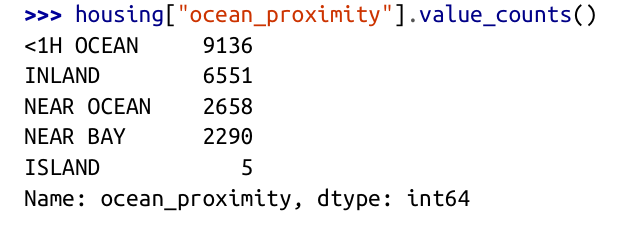 >>> housing["ocean_proximity"].value_counts()
<1H OCEAN     9136
INLAND        6551
NEAR OCEAN    2658
NEAR BAY      2290
ISLAND           5
Name: ocean_proximity, dtype: int64